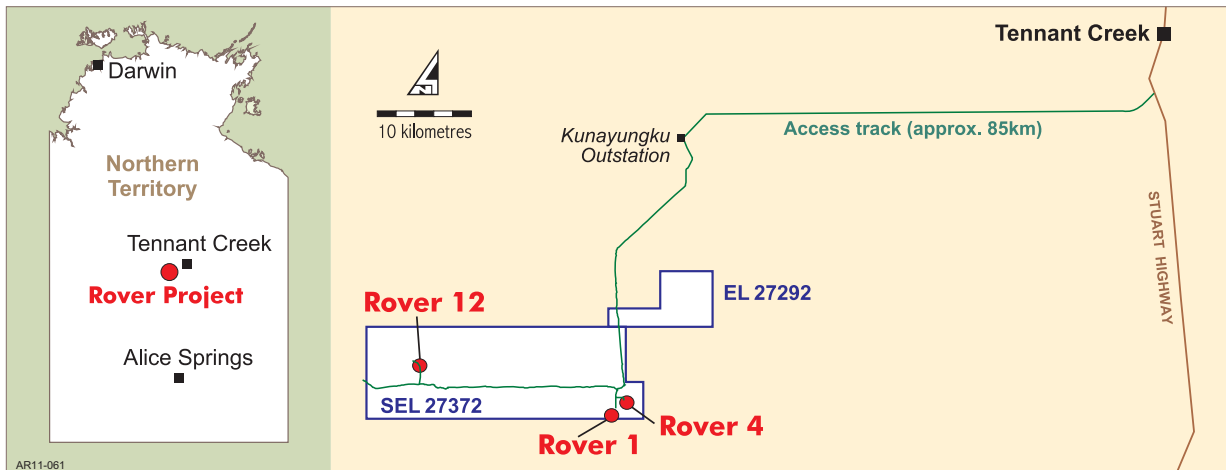 Darwin
Northern
Territory
Tennant Creek
Rover Project
Alice Springs
AR11-061
N
10 kilometres
Tennant Creek
Kunayungku
Outstation
Access track (approx. 85km)
STUART HIGHWAY
EL 27292
Rover 12
SEL 27372
Rover 4
Rover 1